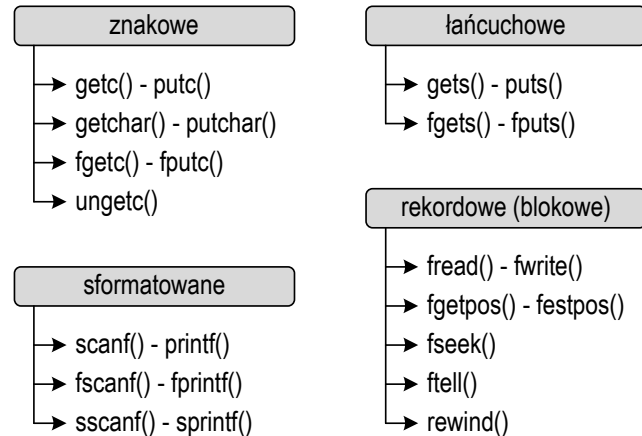 znakowe
getc() - putc()
getchar() - putchar()
fgetc() - fputc()
ungetc()
sformatowane
scanf() - printf()
fscanf() - fprintf()
sscanf() - sprintf()
łańcuchowe
gets() - puts()
fgets() - fputs()
rekordowe (blokowe)
fread() - fwrite()
fgetpos() - festpos()
fseek()
ftell()
rewind()